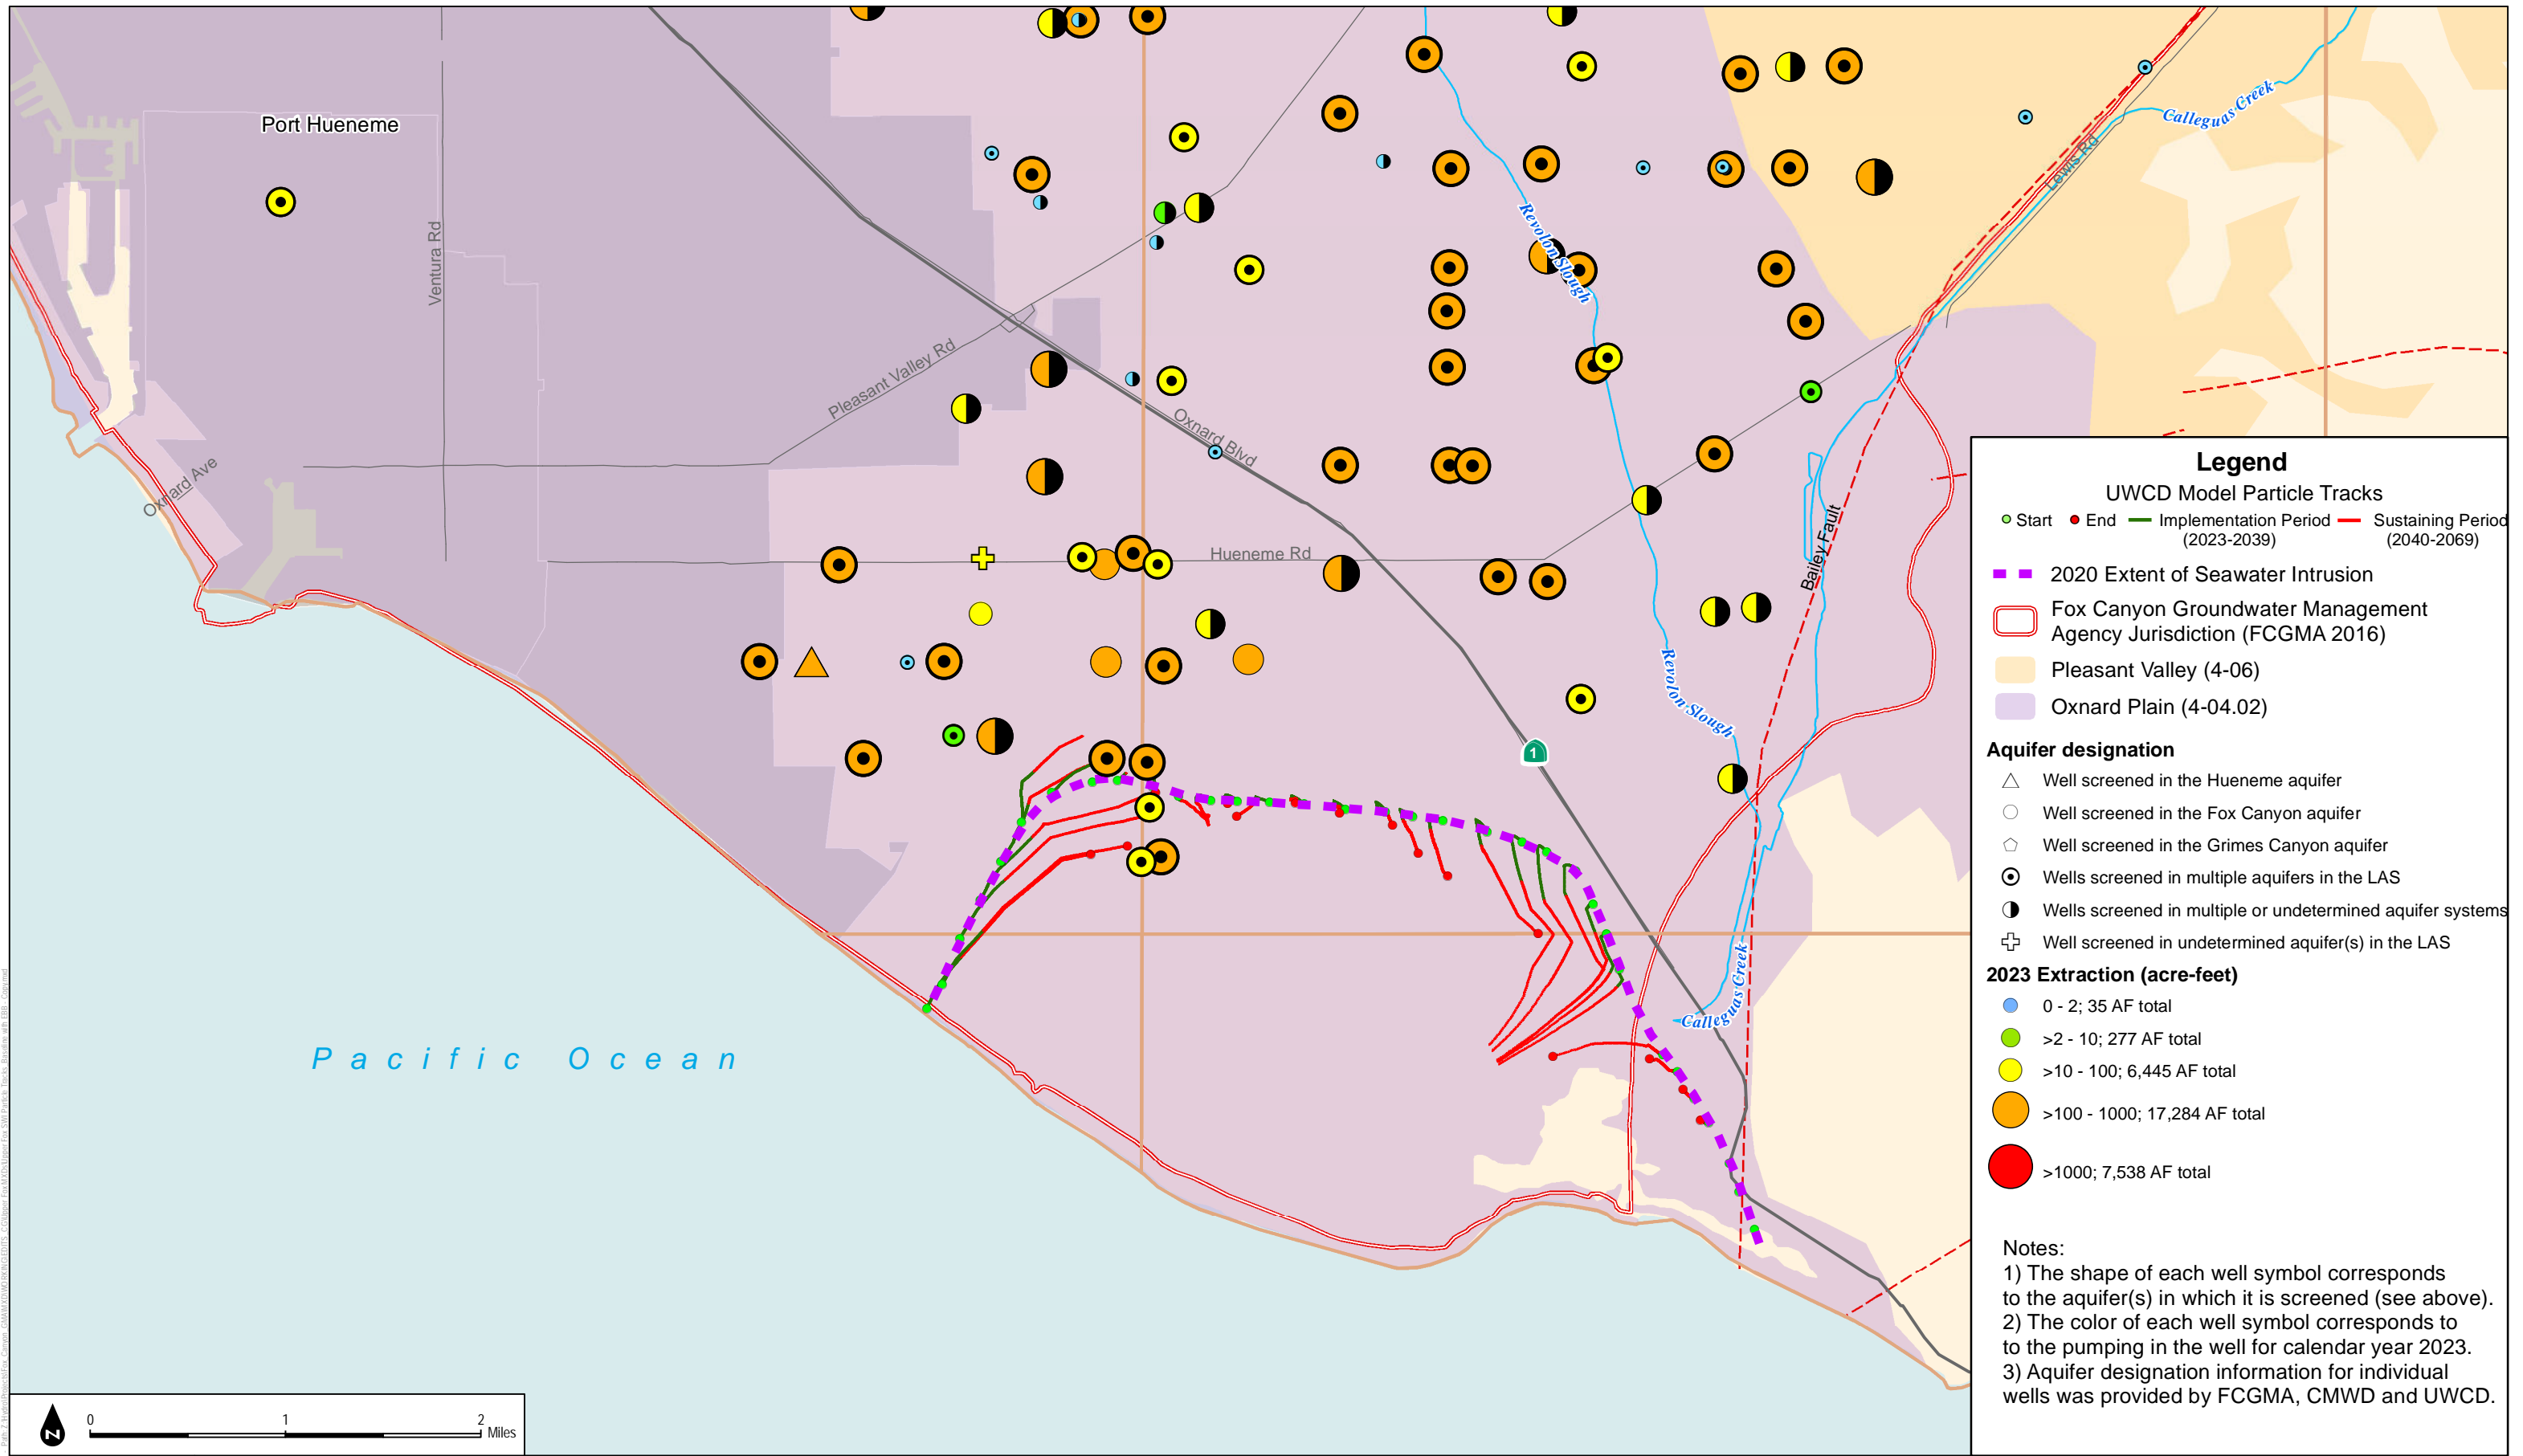 Port Hueneme
Ventura Rd
Oxnard Ave
Pleasant Valley Rd
Oxnard Blvd
Hueneme Rd
Revolon Slough
Revolon Slough
Calleguas Creek
Lewis Rd
Bailey Fault
1
Calleguas Creek
Pacific Ocean
N
0 1 2
Miles
Legend
UWCD Model Particle Tracks
Start End Implementation Period Sustaining Period
(2023-2039) (2040-2069)
2020 Extent of Seawater Intrusion
Fox Canyon Groundwater Management
Agency Jurisdiction (FCGMA 2016)
Pleasant Valley (4-06)
Oxnard Plain (4-04.02)
Aquifer designation
Well screened in the Hueneme aquifer
Well screened in the Fox Canyon aquifer
Well screened in the Grimes Canyon aquifer
Wells screened in multiple aquifers in the LAS
Wells screened in multiple or undetermined aquifer systems
Well screened in undetermined aquifer(s) in the LAS
2023 Extraction (acre-feet)
0 - 2; 35 AF total
>2 - 10; 277 AF total
>10 - 100; 6,445 AF total
>100 - 1000; 17,284 AF total
>1000; 7,538 AF total
Notes:
1) The shape of each well symbol corresponds
to the aquifer(s) in which it is screened (see above).
2) The color of each well symbol corresponds to
to the pumping in the well for calendar year 2023.
3) Aquifer designation information for individual
wells was provided by FCGMA, CMWD and UWCD.